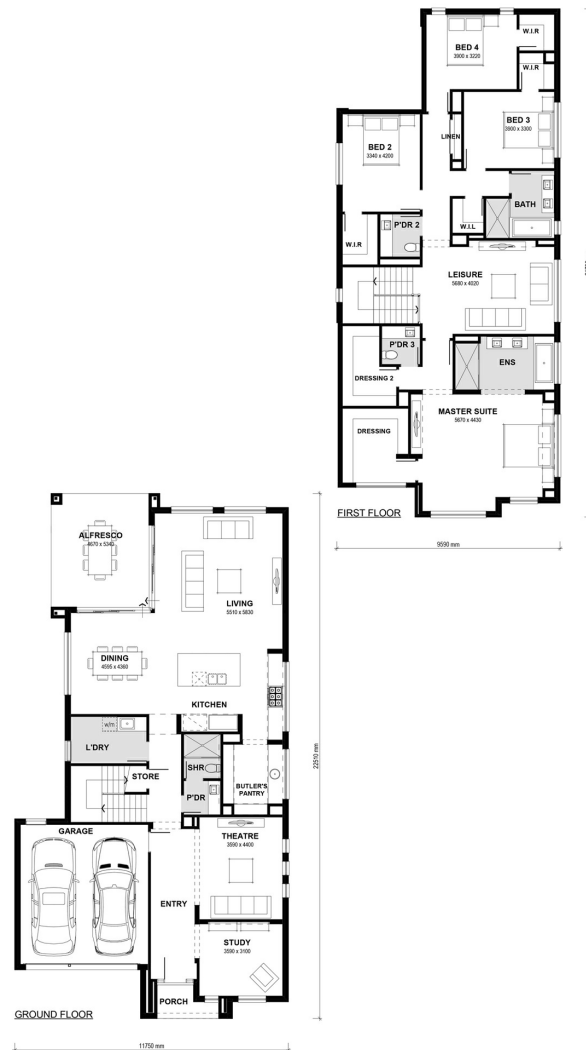 BED 4
3900 x 3220
W.I.R
W.I.R
BED 3
3900 x 3300
LINEN
BED 2
3340 x 4200
BATH
W.I.L
P'DR 2
W.I.R
LEISURE
5680 x 4020
P'DR 3
ENS
DRESSING 2
MASTER SUITE
5670 x 4430
DRESSING
FIRST FLOOR
9590 mm
ALFRESCO
4670 x 5340
LIVING
5510 x 5830
DINING
4595 x 4360
KITCHEN
w/m
L'DRY
SHR
STORE
BUTLER'S
PANTRY
P'DR
22510 mm
GARAGE
THEATRE
3590 x 4400
ENTRY
STUDY
3590 x 3100
PORCH
GROUND FLOOR
11750 mm